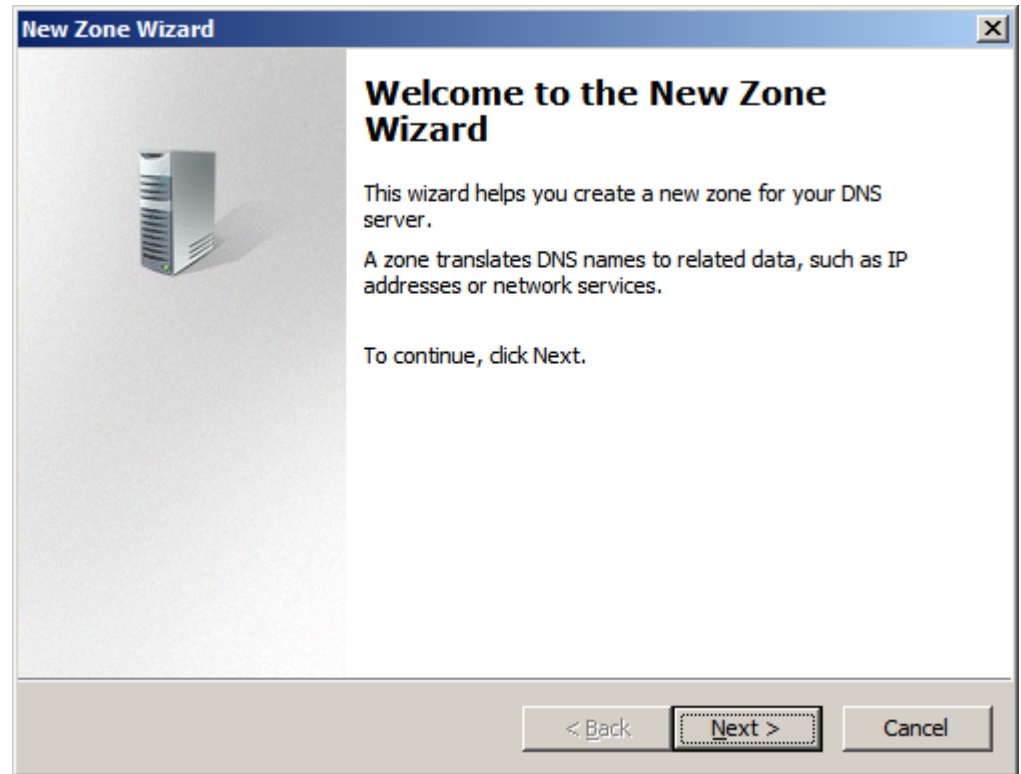 New Zone Wizard
Welcome to the New Zone
Wizard
This wizard helps you create a new zone for your DNS
server.
A zone translates DNS names to related data, such as IP
addresses or network services.
To continue, click Next.
< Back
Next >
Cancel